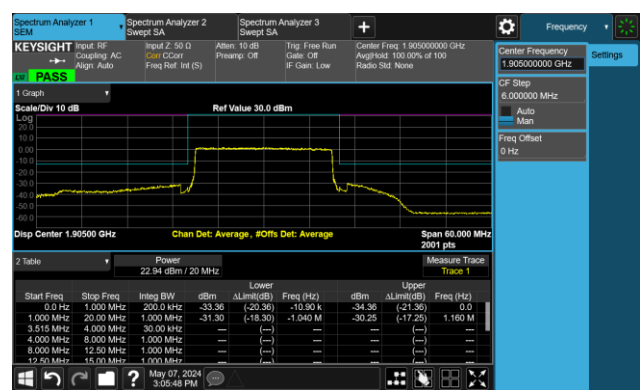 Spectrum Analyzer 1
SEM
Spectrum Analyzer 2
Swept SA
Spectrum Analyzer 3
Swept SA
Frequency
KEYSIGHT
Input: RF
Coupling: AC
Align: Auto
Input Z: 50 Ω
Corr CCorr
Freq Ref: Int (S)
Atten: 10 dB
Preamp: Off
Trig: Free Run
Gate: Off
IF Gain: Low
Center Freq: 1.905000000 GHz
Avg|Hold: 100.00% of 100
Radio Std: None
PASS
Center Frequency
1.905000000 GHz
Settings
CF Step
6.000000 MHz
Auto
Man
Freq Offset
0 Hz
1 Graph
Scale/Div 10 dB
Ref Value 30.0 dBm
Log
20.0
10.0
0.00
-10.0
-20.0
-30.0
-40.0
-50.0
-60.0
Disp Center 1.90500 GHz
Chan Det: Average, #Offs Det: Average
Span 60.000 MHz
2001 pts
2 Table
Power
22.94 dBm / 20 MHz
Measure Trace
Trace 1
Lower Upper
Start Freq Stop Freq Integ BW dBm ΔLimit(dB) Freq (Hz) dBm ΔLimit(dB) Freq (Hz)
0.0 Hz 1.000 MHz 200.0 kHz -33.36 (-20.36) -10.90 k -34.36 (-21.36) 0.0
1.000 MHz 20.00 MHz 1.000 MHz -31.30 (-18.30) -1.040 M -30.25 (-17.25) 1.160 M
3.515 MHz 4.000 MHz 30.00 kHz --- (---) --- --- (---) ---
4.000 MHz 8.000 MHz 1.000 MHz --- (---) --- --- (---) ---
8.000 MHz 12.50 MHz 1.000 MHz --- (---) --- --- (---) ---
12.50 MHz 15.00 MHz 1.000 MHz --- (---) --- --- (---) ---
May 07, 2024
3:05:48 PM